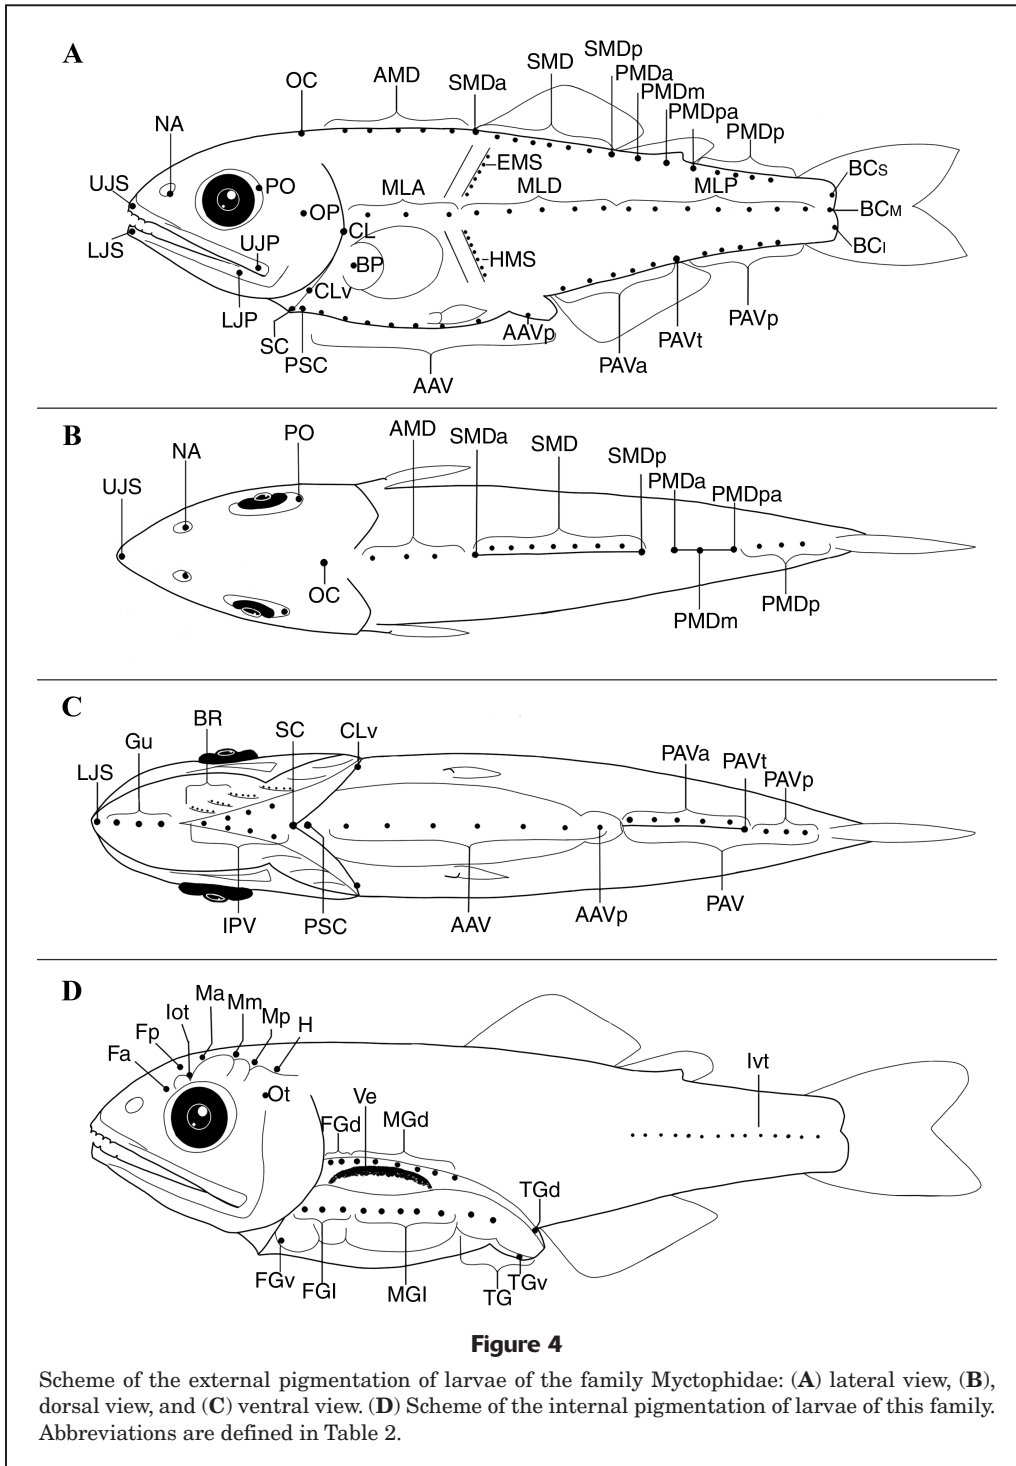 A
OC
AMD
SMDa
SMD
SMDp
PMDa
PMDm
PMDpa
PMDp
NA
UJS
PO
OP
CL
EMS
MLA
MLD
MLP
BCS
BCM
BCI
LJS
UJP
BP
HMS
CLv
LJP
SC
PSC
AAV
AAVp
PAVa
PAVt
PAVp
B
UJS
NA
PO
AMD
SMDa
SMD
SMDp
PMDa
PMDpa
OC
PMDm
PMDp
C
LJS
Gu
BR
SC
CLv
PAVa
PAVt
PAVp
IPV
PSC
AAV
AAVp
PAV
D
Fa
Fp
Iot
Ma
Mm
Mp
H
Ot
Ve
FGd
MGd
Ivt
TGd
FGv
FGl
MGl
TG
TGv
Figure 4
Scheme of the external pigmentation of larvae of the family Myctophidae: (A) lateral view, (B),
dorsal view, and (C) ventral view. (D) Scheme of the internal pigmentation of larvae of this family.
Abbreviations are defined in Table 2.